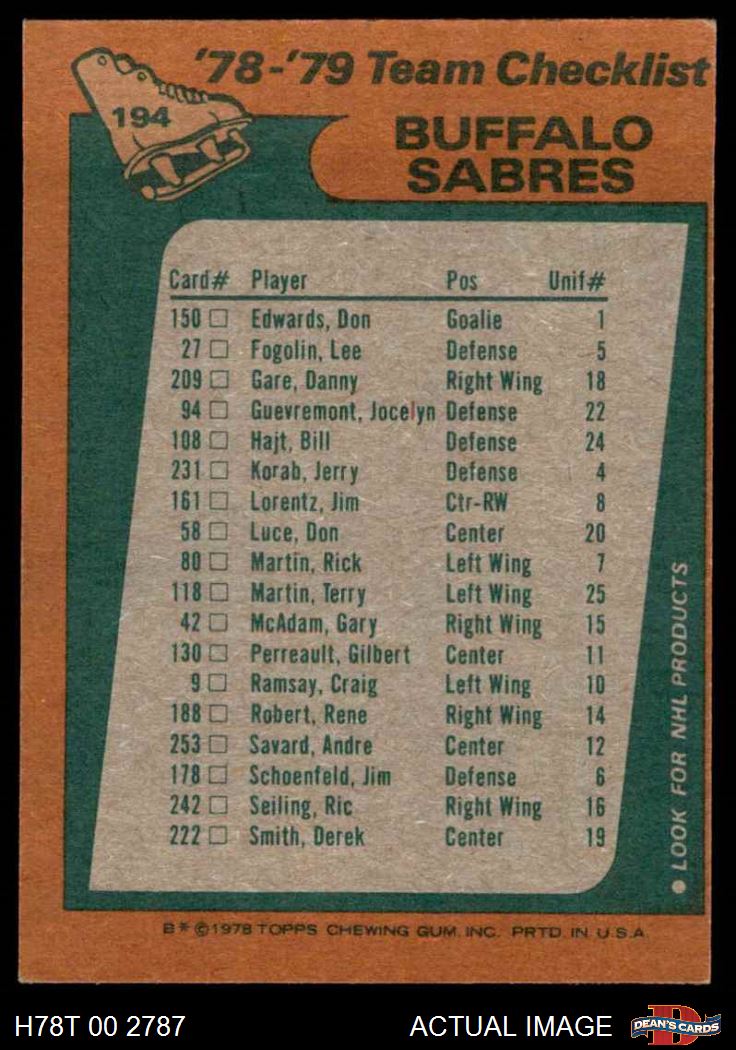 '78-'79 Team Checklist
194
BUFFALO
SABRES
Card# Player Pos Unif#
150 □ Edwards, Don Goalie 1
27 □ Fogolin, Lee Defense 5
209 □ Gare, Danny Right Wing 18
94 □ Guevremont, Jocelyn Defense 22
108 □ Hajt, Bill Defense 24
231 □ Korab, Jerry Defense 4
161 □ Lorentz, Jim Ctr-RW 8
58 □ Luce, Don Center 20
80 □ Martin, Rick Left Wing 7
118 □ Martin, Terry Left Wing 25
42 □ McAdam, Gary Right Wing 15
130 □ Perreault, Gilbert Center 11
9 □ Ramsay, Craig Left Wing 10
188 □ Robert, Rene Right Wing 14
253 □ Savard, Andre Center 12
178 □ Schoenfeld, Jim Defense 6
242 □ Seiling, Ric Right Wing 16
222 □ Smith, Derek Center 19
● LOOK FOR NHL PRODUCTS
B* ©1978 TOPPS CHEWING GUM, INC. PRTD. IN U.S.A.
H78T 00 2787 ACTUAL IMAGE
DEAN'S CARDS